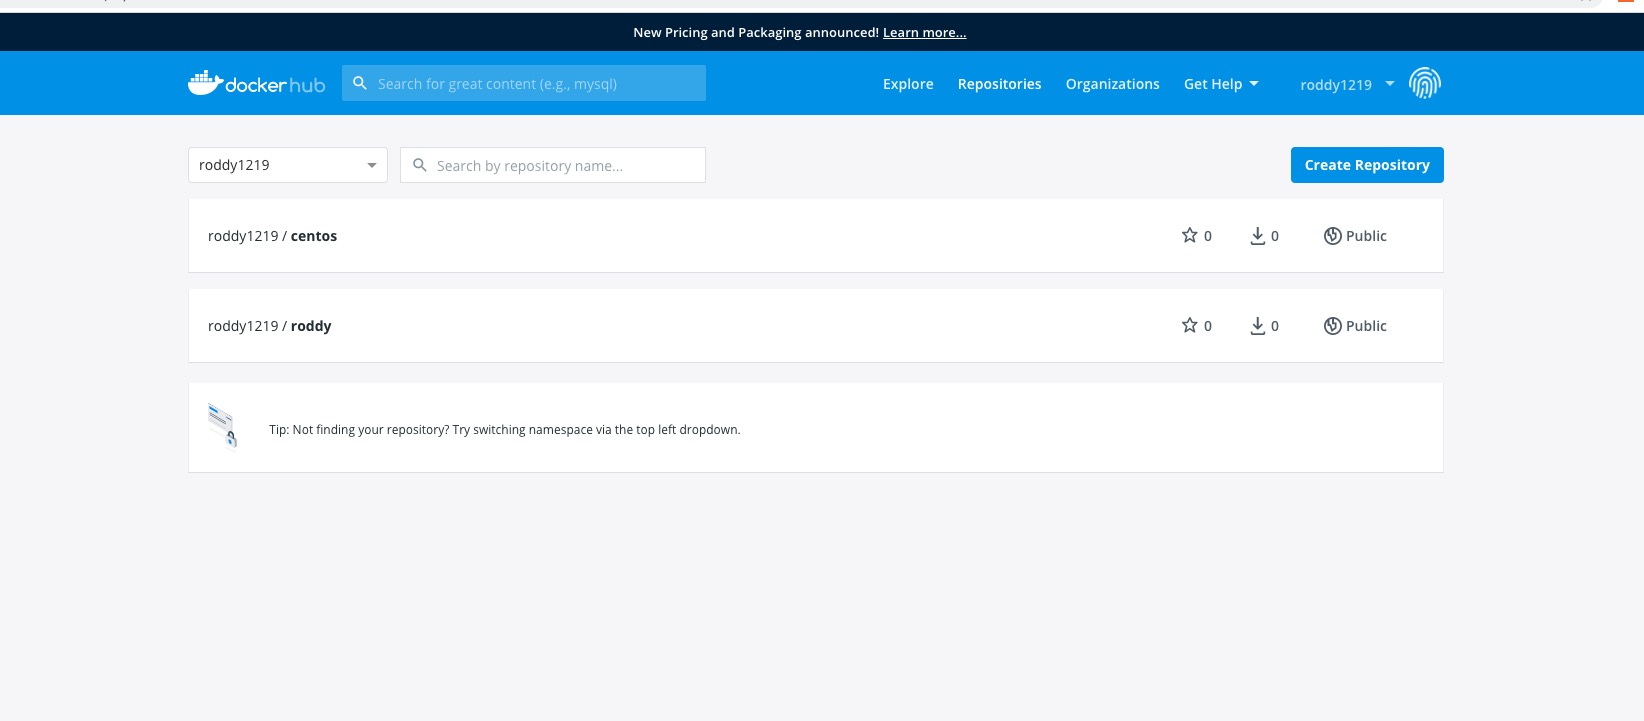 New Pricing and Packaging announced! Learn more...
docker hub
Search for great content (e.g., mysql)
Explore
Repositories
Organizations
Get Help
roddy1219
roddy1219
Search by repository name...
Create Repository
roddy1219 / centos
0
0
Public
roddy1219 / roddy
0
0
Public
Tip: Not finding your repository? Try switching namespace via the top left dropdown.